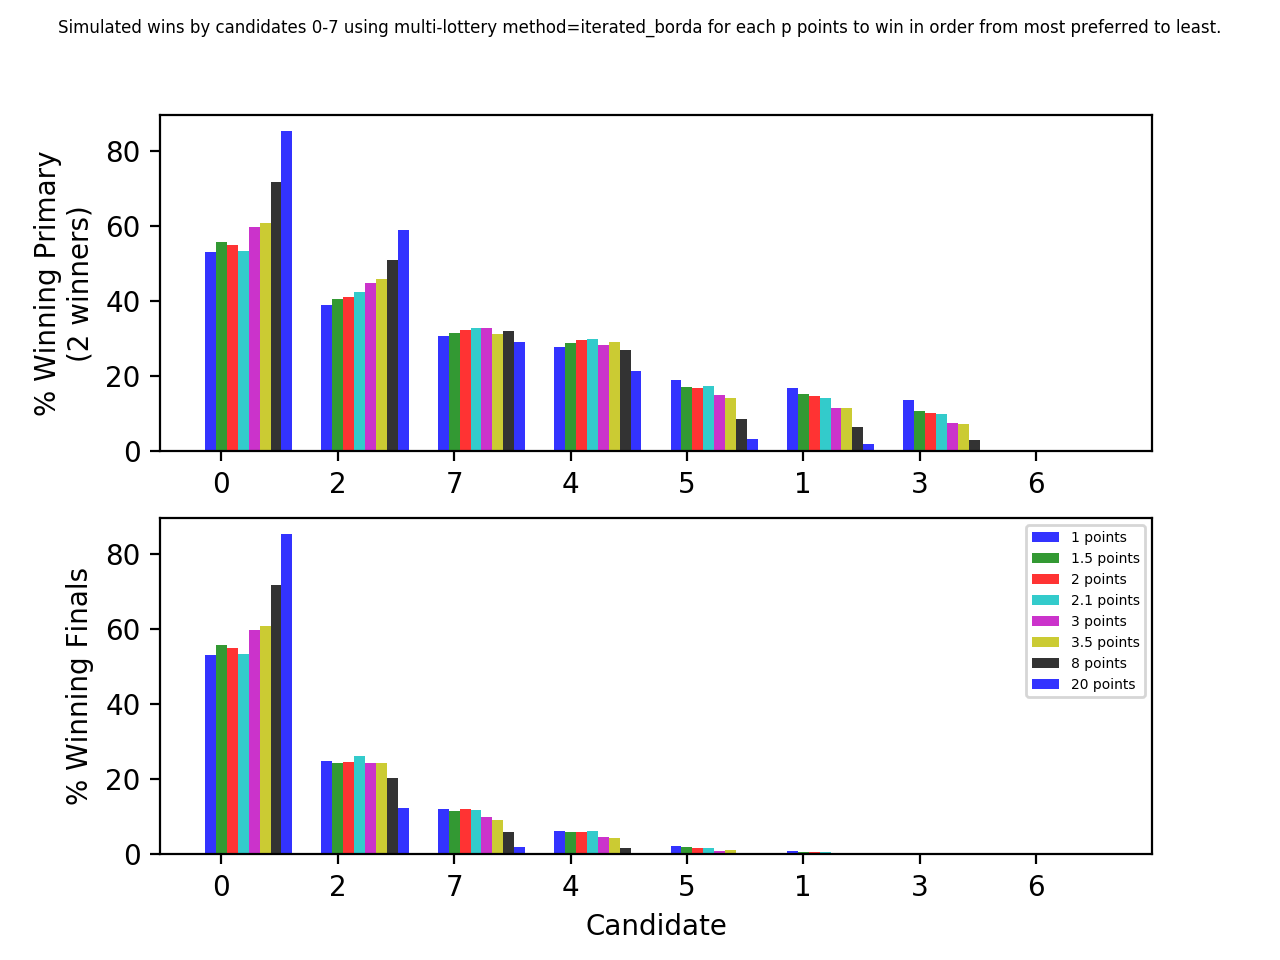 Simulated wins by candidates 0-7 using multi-lottery method=iterated_borda for each p points to win in order from most preferred to least.
% Winning Primary
(2 winners)
80
60
40
20
0
0 2 7 4 5 1 3 6
% Winning Finals
80
60
40
20
0
1 points
1.5 points
2 points
2.1 points
3 points
3.5 points
8 points
20 points
0 2 7 4 5 1 3 6
Candidate